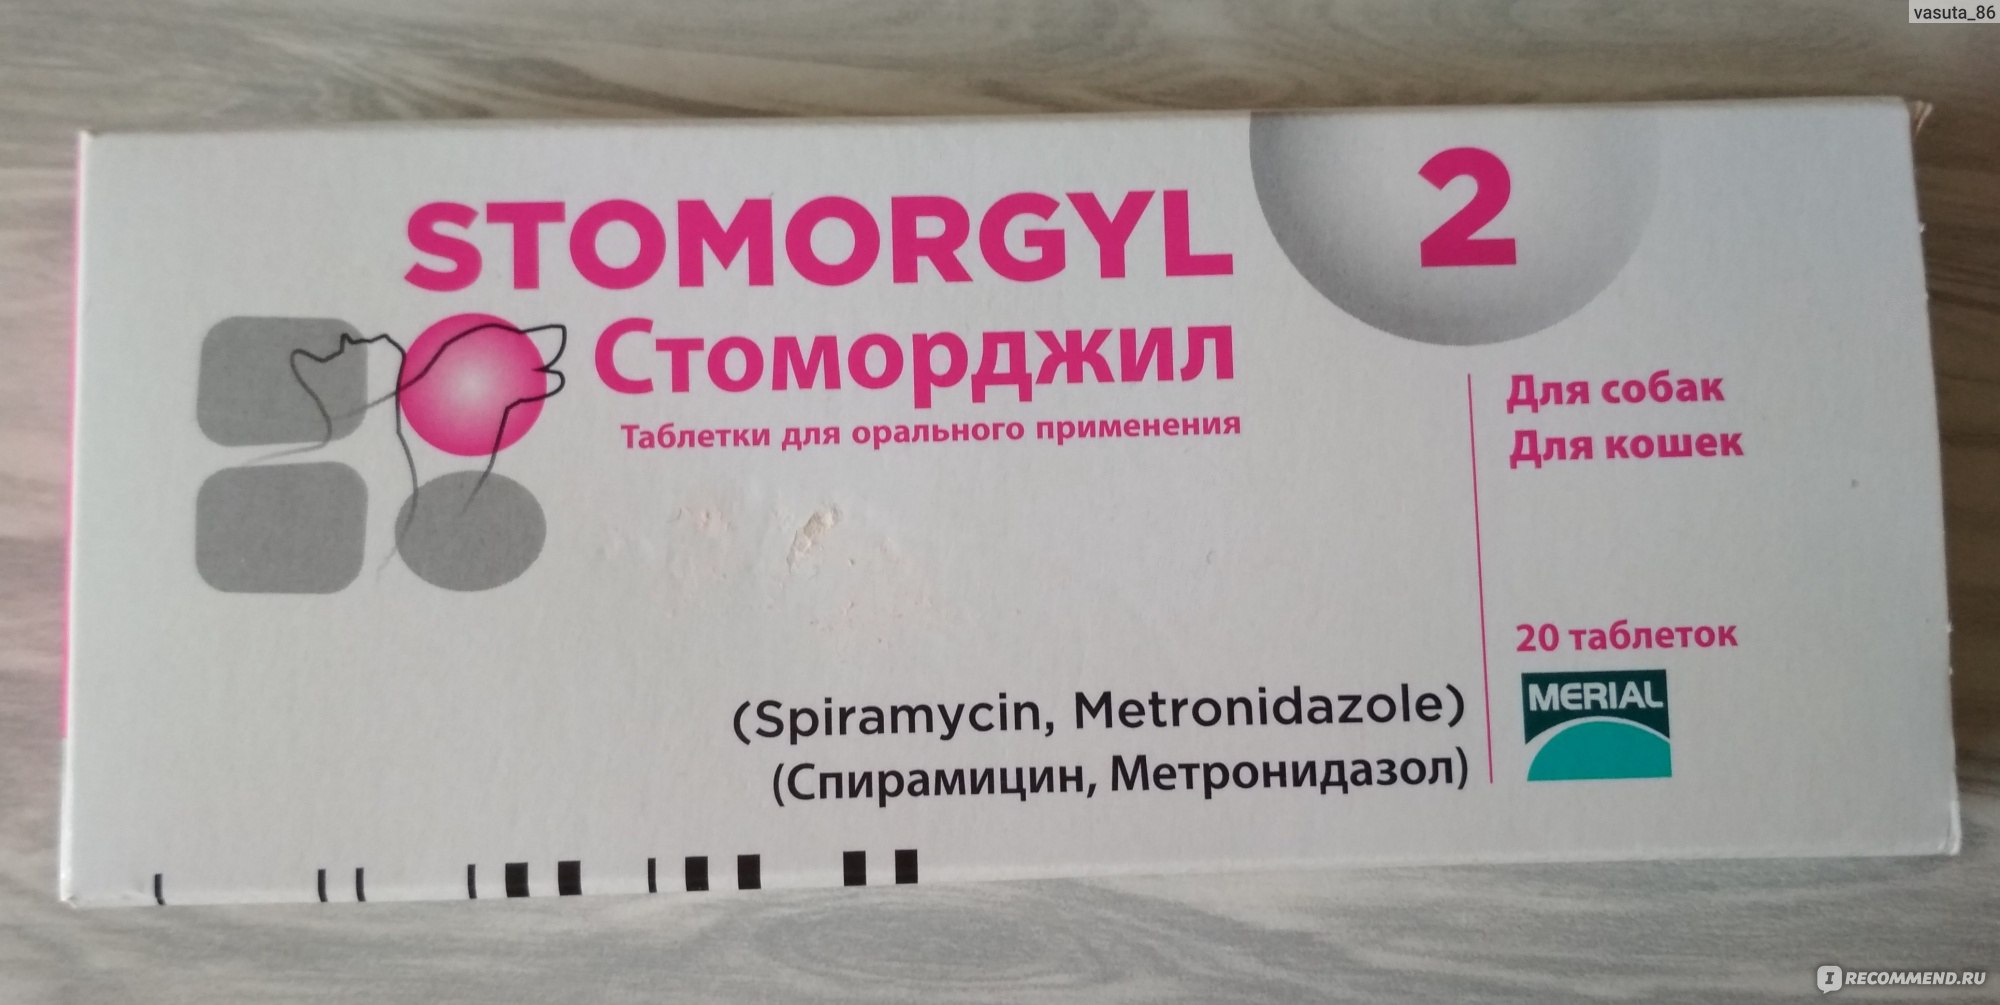 vasuta_86
2
STOMORGYL
Стоморджил
Таблетки для орального применения
Для собак
Для кошек
20 таблеток
MERIAL
(Spiramycin, Metronidazole)
(Спирамицин, Метронидазол)
I RECOMMEND.RU